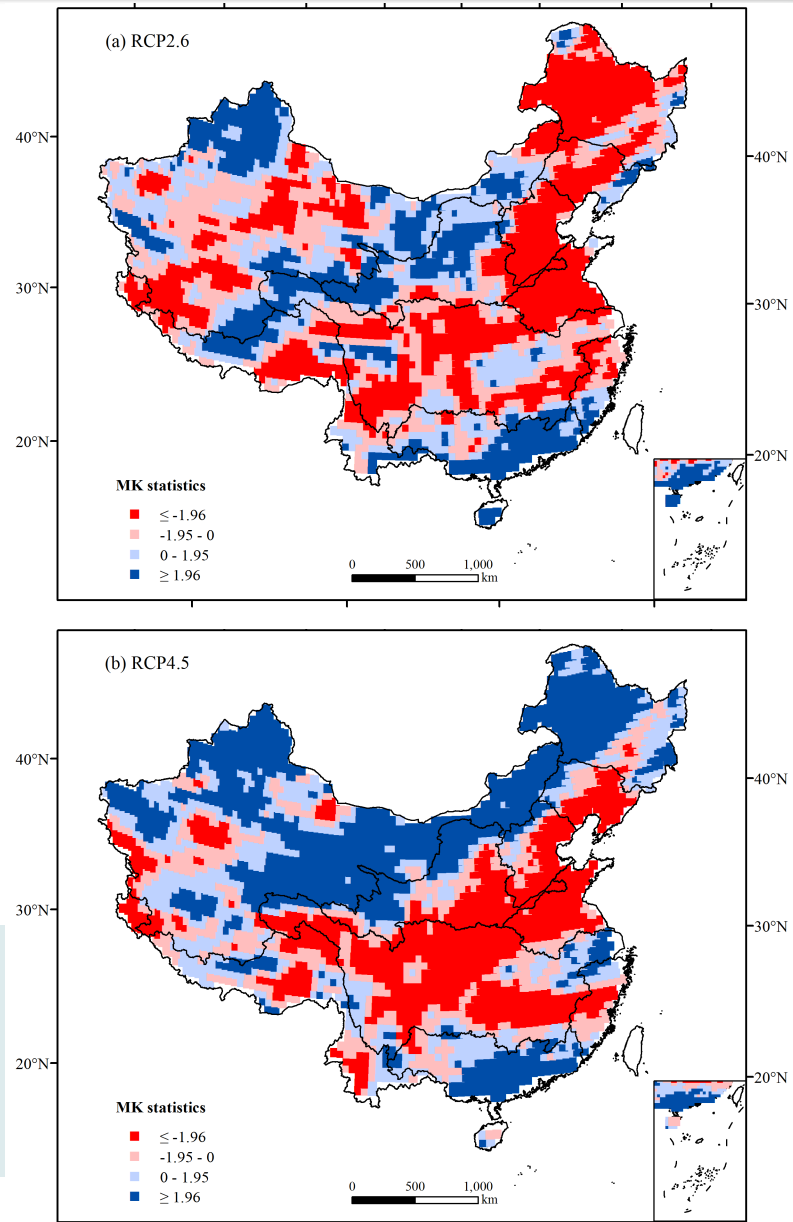 (a) RCP2.6
40°N
40°N
30°N
30°N
20°N
20°N
MK statistics
≤ -1.96
-1.95 - 0
0 - 1.95
≥ 1.96
0 500 1,000
km
(b) RCP4.5
40°N
40°N
30°N
30°N
20°N
20°N
MK statistics
≤ -1.96
-1.95 - 0
0 - 1.95
≥ 1.96
0 500 1,000
km